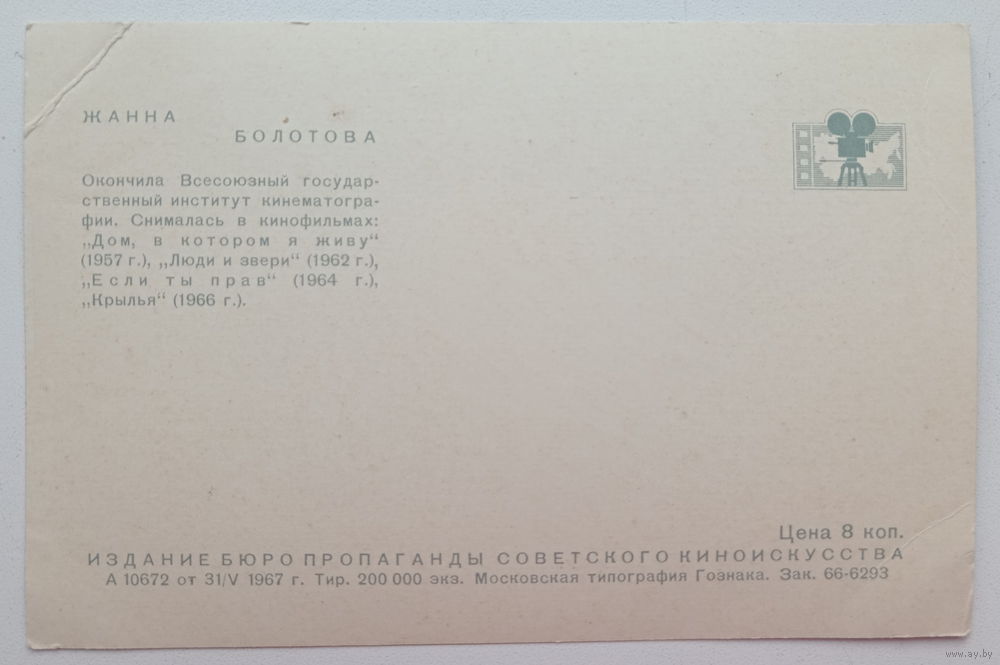 ЖАННА
БОЛОТОВА
Окончила Всесоюзный государ-
ственный институт кинематогра-
фии. Снималась в кинофильмах:
„Дом, в котором я живу“
(1957 г.), „Люди и звери“ (1962 г.),
„Если ты прав“ (1964 г.),
„Крылья“ (1966 г.).
Цена 8 коп.
ИЗДАНИЕ БЮРО ПРОПАГАНДЫ СОВЕТСКОГО КИНОИСКУССТВА
А 10672 от 31/V 1967 г. Тир. 200 000 экз. Московская типография Гознака. Зак. 66-6293
www.ay.by